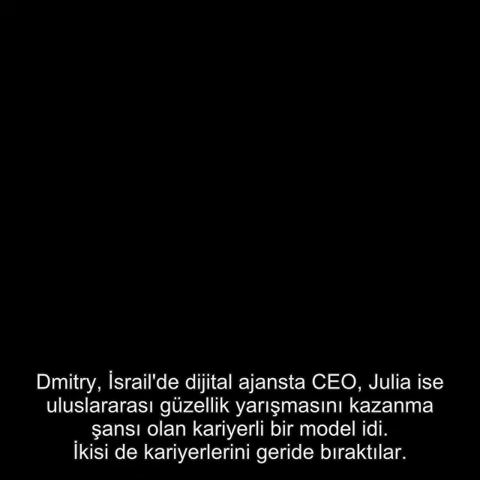 Dmitry, İsrail'de dijital ajansta CEO, Julia ise
uluslararası güzellik yarışmasını kazanma
şansı olan kariyerli bir model idi.
İkisi de kariyerlerini geride bıraktılar.